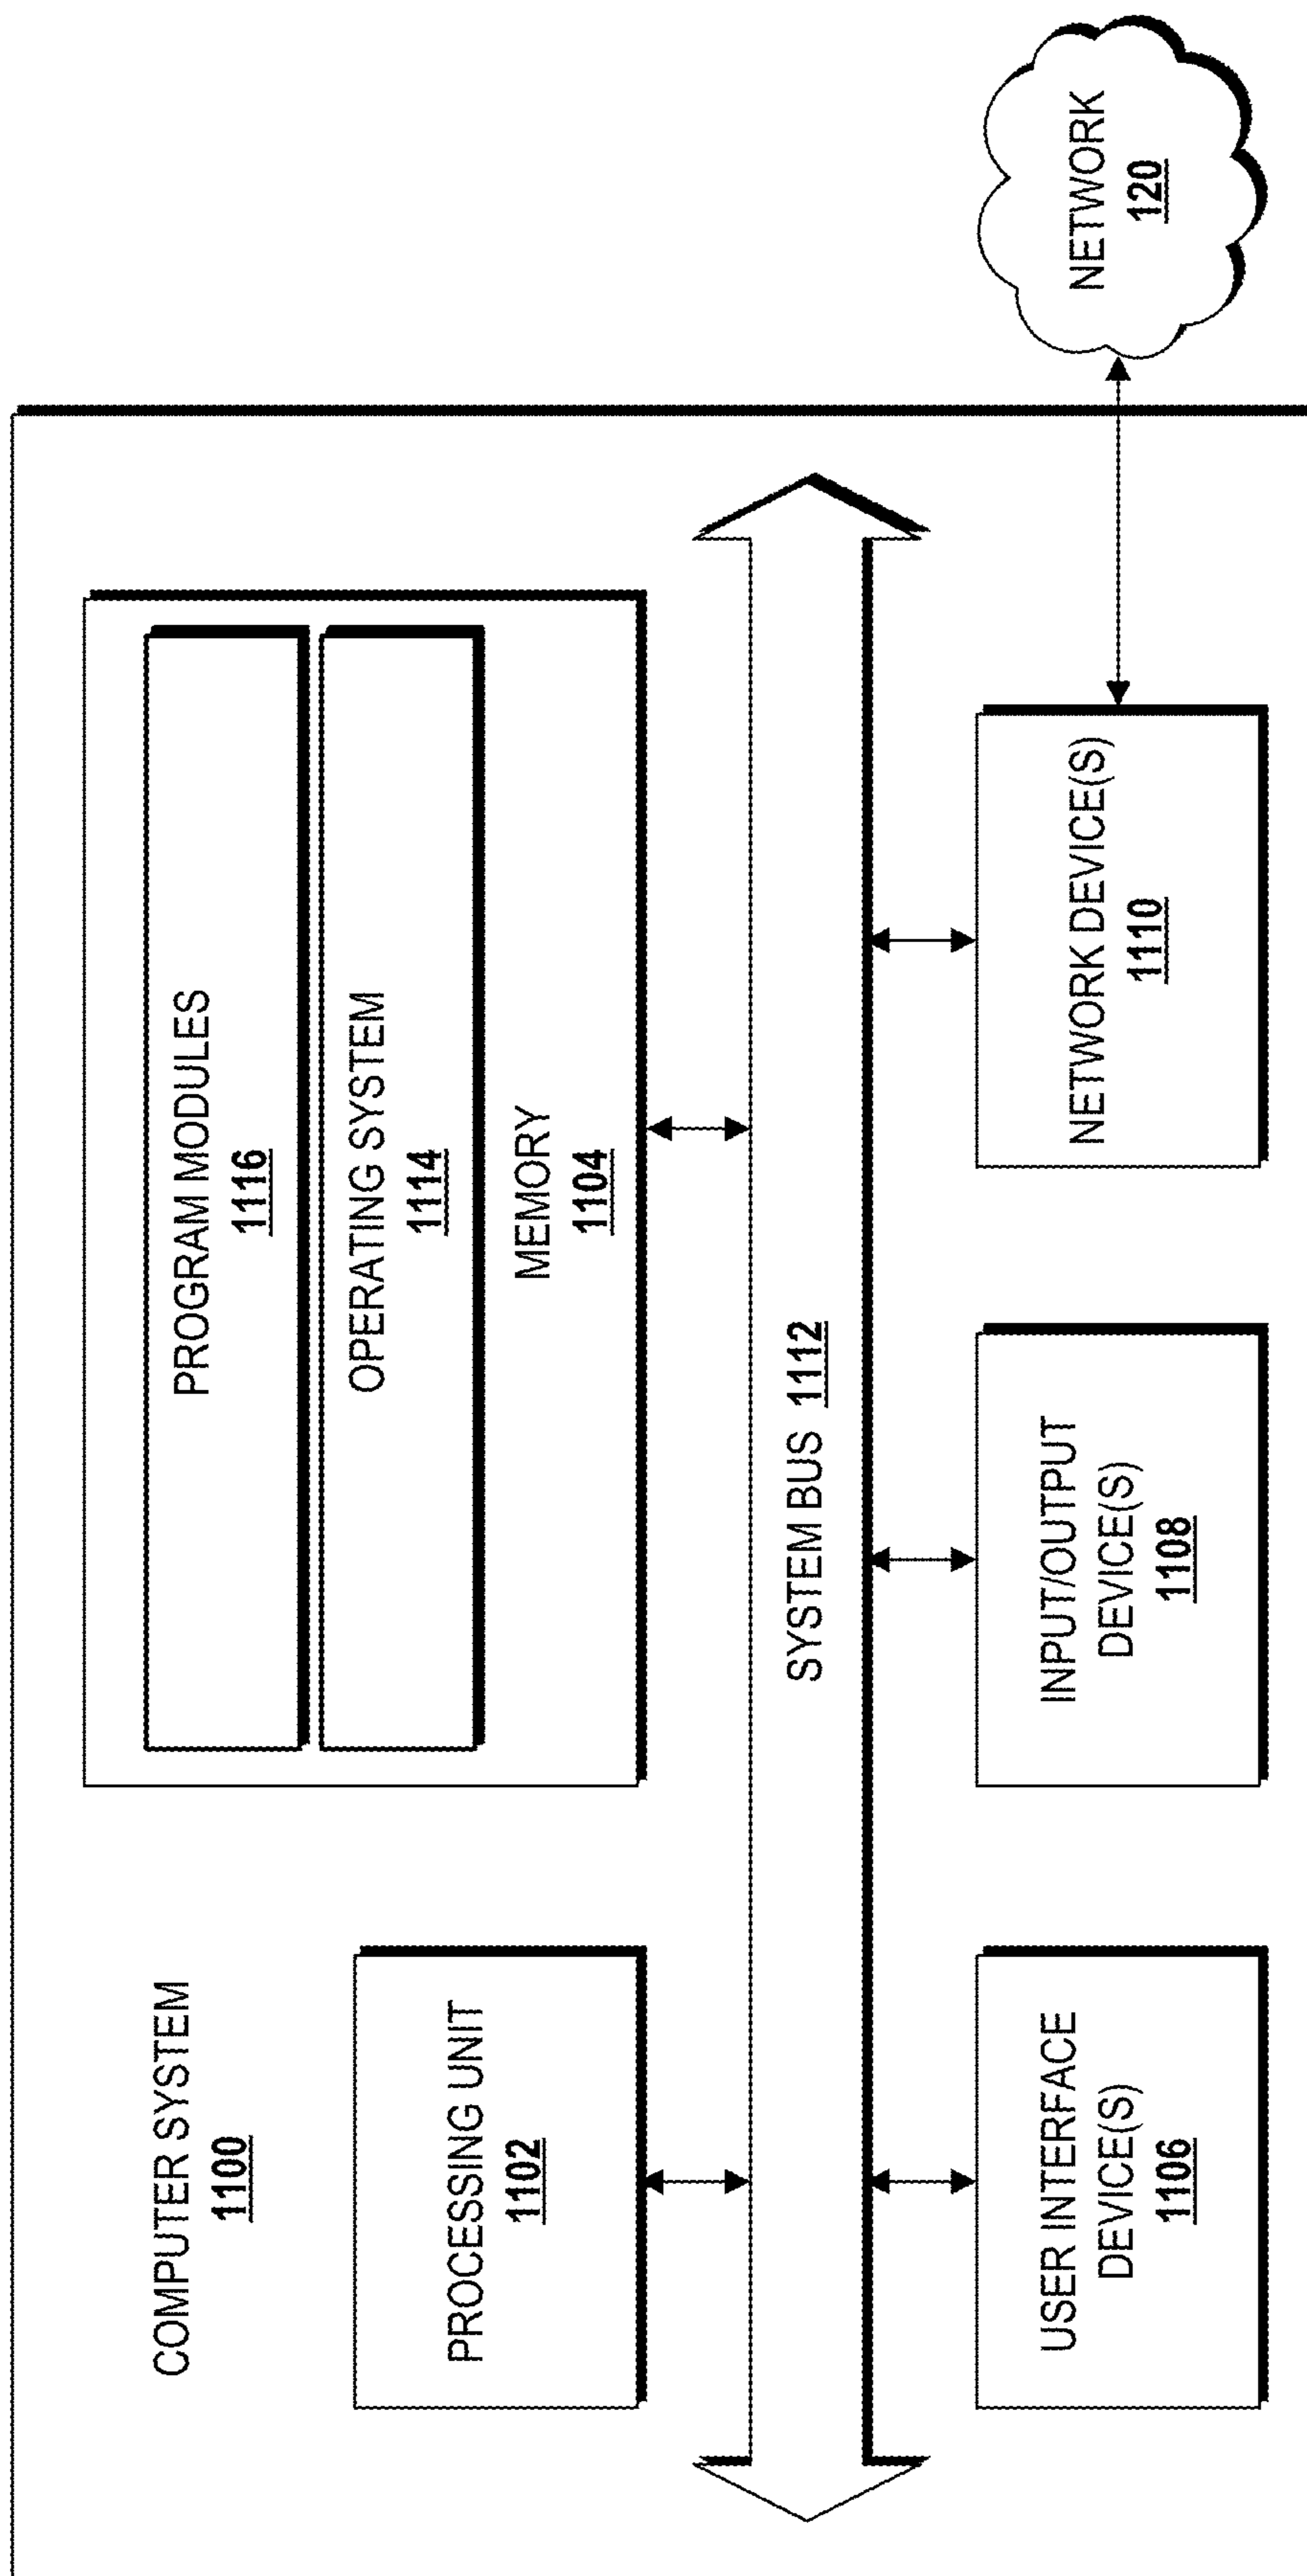 COMPUTER SYSTEM
1100
PROCESSING UNIT
1102
PROGRAM MODULES
1116
OPERATING SYSTEM
1114
MEMORY
1104
SYSTEM BUS 1112
USER INTERFACE
DEVICE(S)
1106
INPUT/OUTPUT
DEVICE(S)
1108
NETWORK DEVICE(S)
1110
NETWORK
120